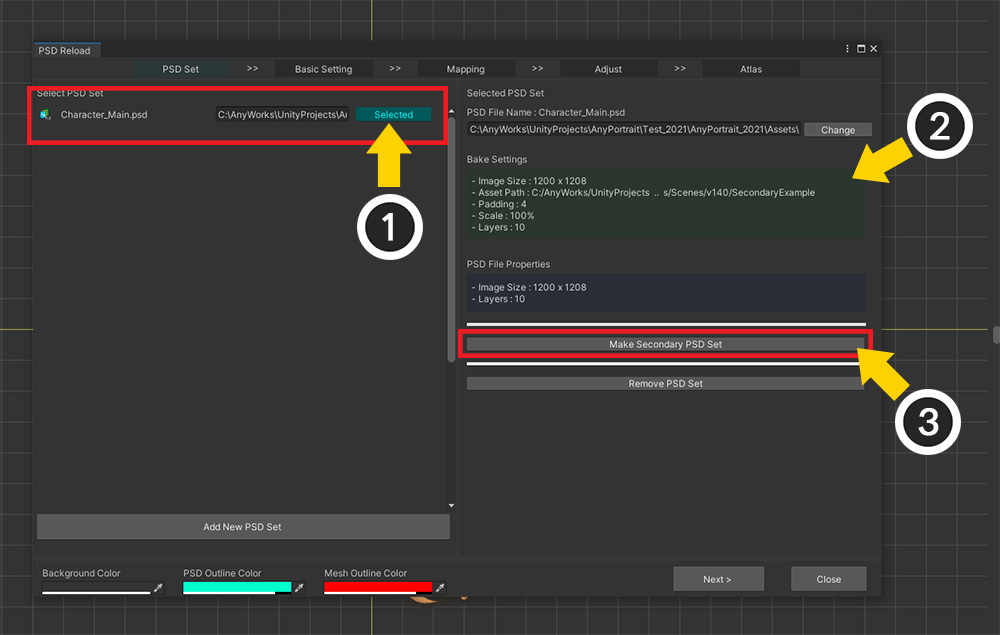 PSD Reload
PSD Set >> Basic Setting >> Mapping >> Adjust >> Atlas
Select PSD Set
Character_Main.psd C:\AnyWorks\UnityProjects\A Selected
1
Add New PSD Set
Background Color PSD Outline Color Mesh Outline Color
Selected PSD Set
PSD File Name : Character_Main.psd
C:\AnyWorks\UnityProjects\AnyPortrait\Test_2021\AnyPortrait_2021\Assets\ Change
2
Bake Settings
- Image Size : 1200 x 1208
- Asset Path : C:/AnyWorks/UnityProjects .. s/Scenes/v140/SecondaryExample
- Padding : 4
- Scale : 100%
- Layers : 10
PSD File Properties
- Image Size : 1200 x 1208
- Layers : 10
Make Secondary PSD Set
Remove PSD Set
3
Next > Close